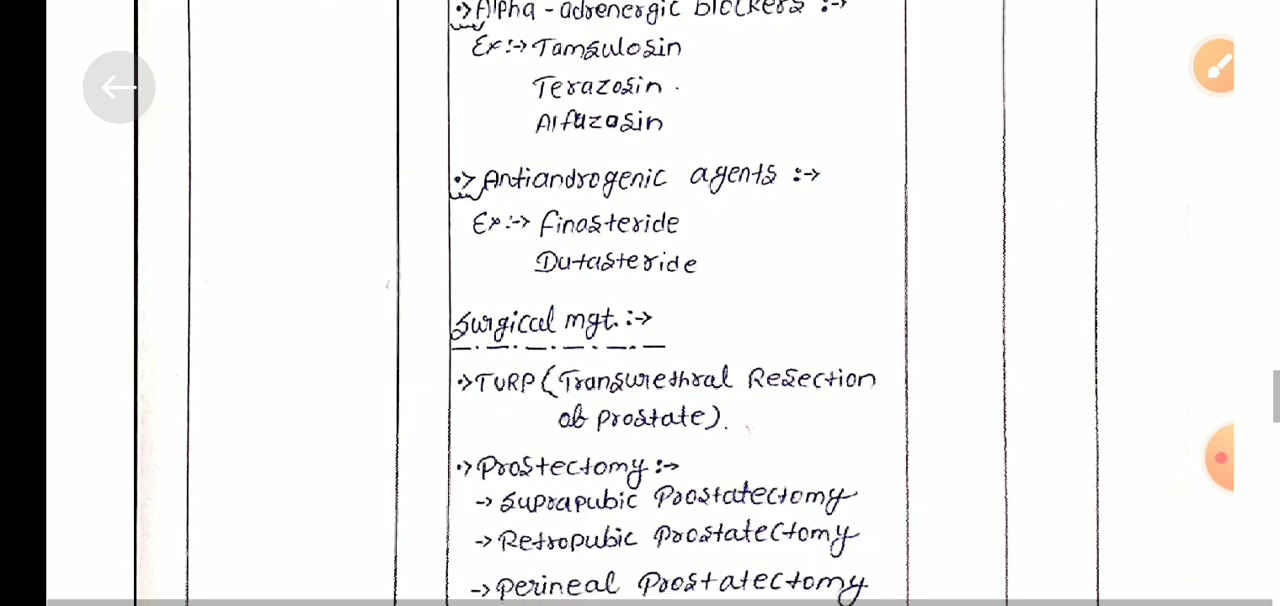 ·> Alpha - adrenergic blockers :->
Ex :-> Tamsulosin
Terazosin .
Alfuzosin
·> Antiandrogenic agents :->
Ex :-> Finasteride
Dutasteride
Surgical mgt. :->
·> TURP (Transurethral Resection
of prostate).
·> Prostectomy :->
-> Suprapubic Prostatectomy
-> Retropubic Prostatectomy
-> Perineal Prostatectomy